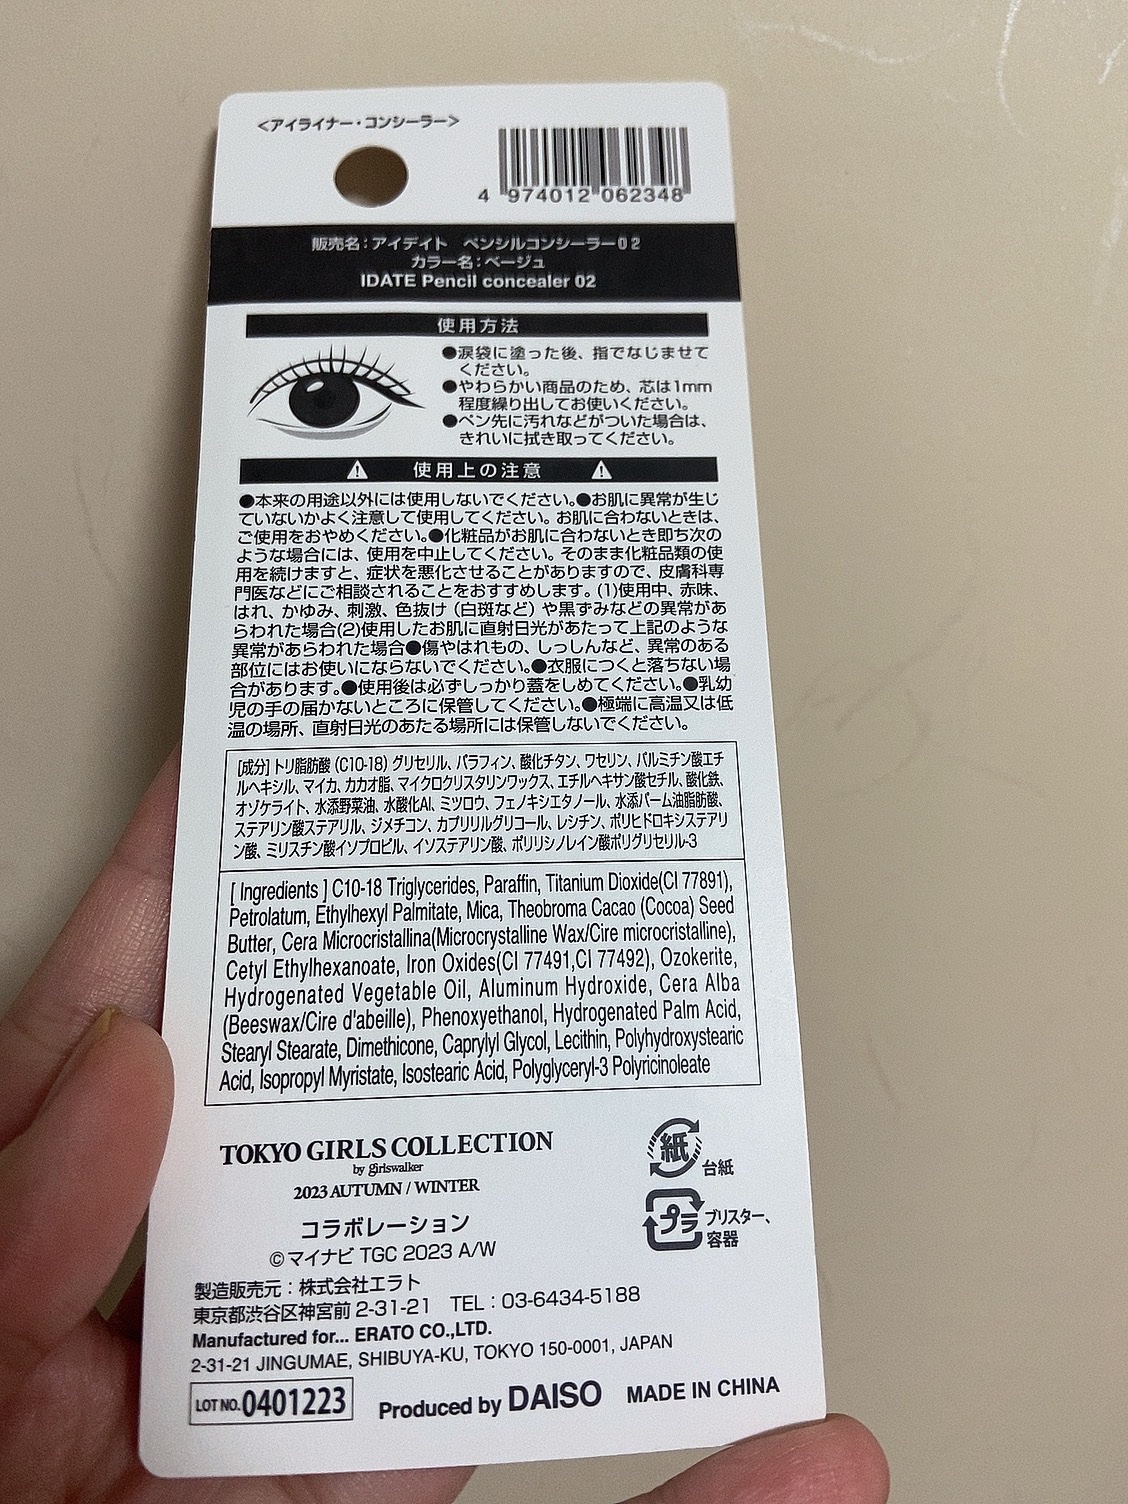 <アイライナー・コンシーラー>
4 974012 062348
販売名:アイデイト ペンシルコンシーラー02
カラー名:ベージュ
IDATE Pencil concealer 02
使用方法
●涙袋に塗った後、指でなじませて
ください。
●やわらかい商品のため、芯は1mm
程度繰り出してお使いください。
●ペン先に汚れなどがついた場合は、
きれいに拭き取ってください。
使用上の注意
●本来の用途以外には使用しないでください。●お肌に異常が生じ
ていないかよく注意して使用してください。お肌に合わないときは、
ご使用をおやめください。●化粧品がお肌に合わないとき即ち次の
ような場合には、使用を中止してください。そのまま化粧品類の使
用を続けますと、症状を悪化させることがありますので、皮膚科専
門医などにご相談されることをおすすめします。(1)使用中、赤味、
はれ、かゆみ、刺激、色抜け(白斑など)や黒ずみなどの異常があ
らわれた場合(2)使用したお肌に直射日光があたって上記のような
異常があらわれた場合●傷やはれもの、しっしんなど、異常のある
部位にはお使いにならないでください。●衣服につくと落ちない場
合があります。●使用後は必ずしっかり蓋をしめてください。●乳幼
児の手の届かないところに保管してください。●極端に高温又は低
温の場所、直射日光のあたる場所には保管しないでください。
[成分]トリ脂肪酸(C10-18)グリセリル、パラフィン、酸化チタン、ワセリン、パルミチン酸エチ
ルヘキシル、マイカ、カカオ脂、マイクロクリスタリンワックス、エチルヘキサン酸セチル、酸化鉄、
オゾケライト、水添野菜油、水酸化Al、ミツロウ、フェノキシエタノール、水添パーム油脂肪酸、
ステアリン酸ステアリル、ジメチコン、カプリリルグリコール、レシチン、ポリヒドロキシステアリ
ン酸、ミリスチン酸イソプロピル、イソステアリン酸、ポリリシノレイン酸ポリグリセリル-3
[ Ingredients ] C10-18 Triglycerides, Paraffin, Titanium Dioxide(CI 77891),
Petrolatum, Ethylhexyl Palmitate, Mica, Theobroma Cacao (Cocoa) Seed
Butter, Cera Microcristallina(Microcrystalline Wax/Cire microcristalline),
Cetyl Ethylhexanoate, Iron Oxides(CI 77491,CI 77492), Ozokerite,
Hydrogenated Vegetable Oil, Aluminum Hydroxide, Cera Alba
(Beeswax/Cire d'abeille), Phenoxyethanol, Hydrogenated Palm Acid,
Stearyl Stearate, Dimethicone, Caprylyl Glycol, Lecithin, Polyhydroxystearic
Acid, Isopropyl Myristate, Isostearic Acid, Polyglyceryl-3 Polyricinoleate
TOKYO GIRLS COLLECTION
by girlswalker
2023 AUTUMN / WINTER
コラボレーション
©マイナビ TGC 2023 A/W
紙
台紙
プラ
ブリスター、
容器
製造販売元:株式会社エラト
東京都渋谷区神宮前 2-31-21 TEL:03-6434-5188
Manufactured for... ERATO CO.,LTD.
2-31-21 JINGUMAE, SHIBUYA-KU, TOKYO 150-0001, JAPAN
LOT NO. 0401223
Produced by DAISO MADE IN CHINA